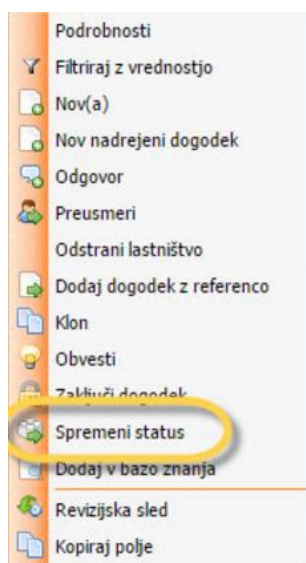 Podrobnosti
Filtriraj z vrednostjo
Nov(a)
Nov nadrejeni dogodek
Odgovor
Preusmeri
Odstrani lastništvo
Dodaj dogodek z referenco
Klon
Obvesti
Zaključi dogodek
Spremeni status
Dodaj v bazo znanja
Revizijska sled
Kopiraj polje